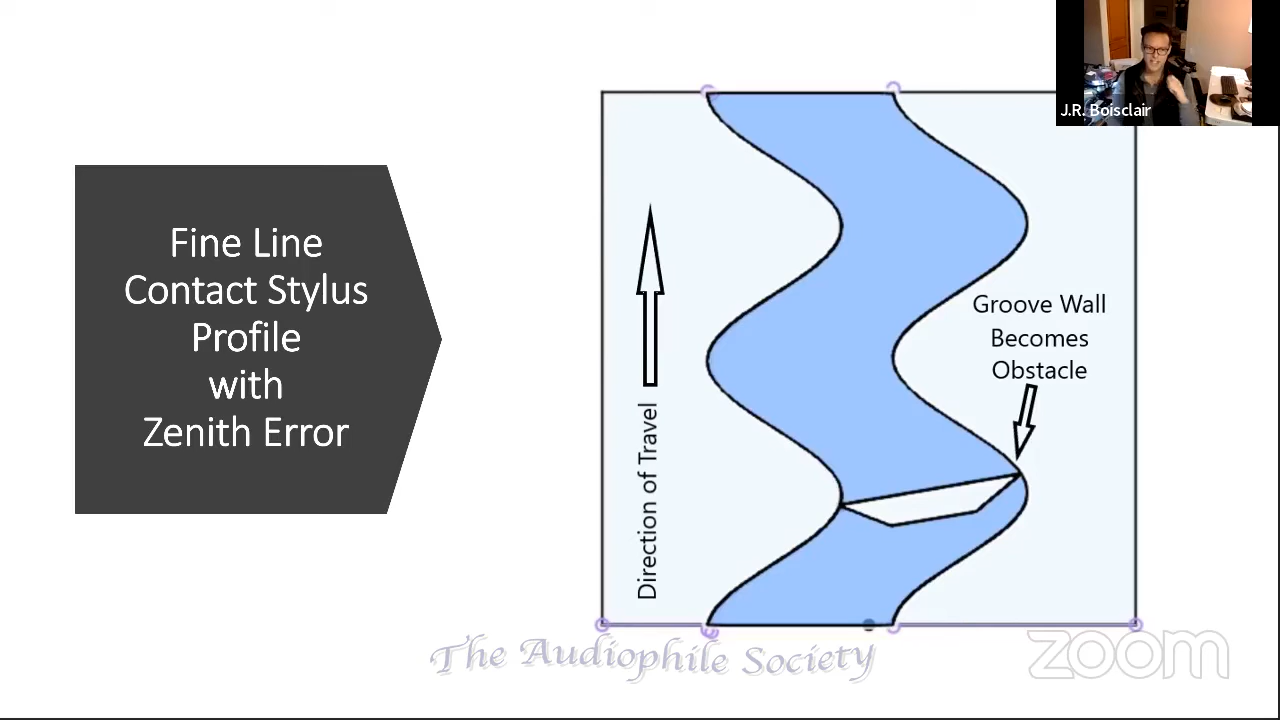 J.R. Boisclair
Fine Line
Contact Stylus
Profile
with
Zenith Error
Direction of Travel
Groove Wall
Becomes
Obstacle
The Audiophile Society
zoom